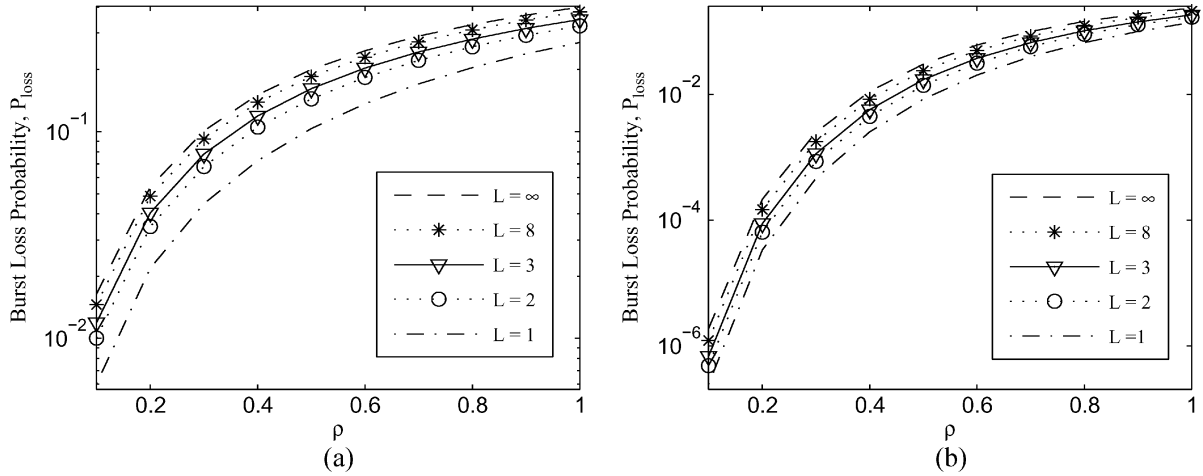 Burst Loss Probability, P_loss
10^-1
10^-2
L = ∞
L = 8
L = 3
L = 2
L = 1
0.2 0.4 0.6 0.8 1
ρ
(a)
Burst Loss Probability, P_loss
10^-2
10^-4
10^-6
L = ∞
L = 8
L = 3
L = 2
L =1
0.2 0.4 0.6 0.8 1
ρ
(b)